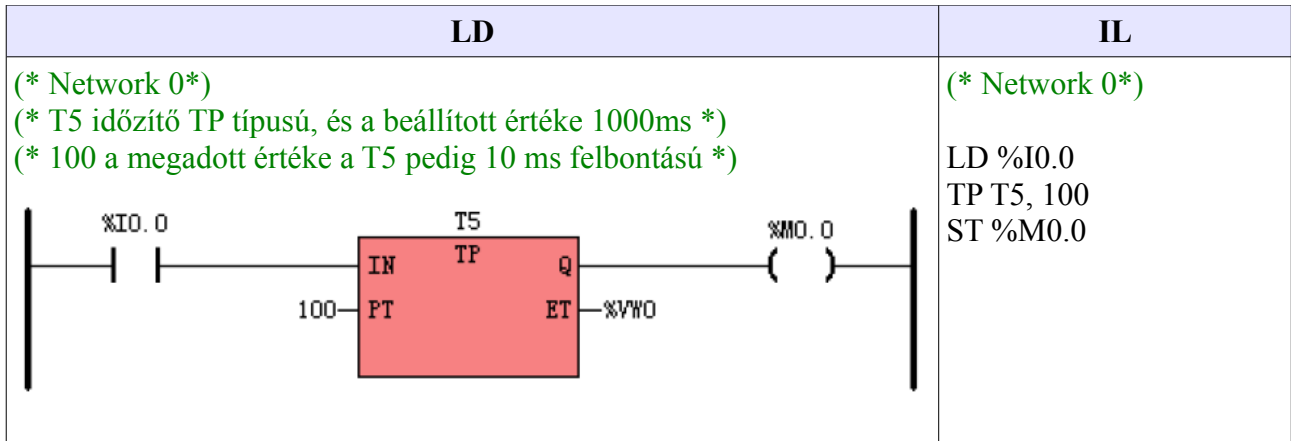 LD
IL
(* Network 0*)
(* T5 időzítő TP típusú, és a beállított értéke 1000ms *)
(* 100 a megadott értéke a T5 pedig 10 ms felbontású *)
%I0.0
T5
%M0.0
TP
IN
Q
100
PT
ET
%VW0
(* Network 0*)
LD %I0.0
TP T5, 100
ST %M0.0